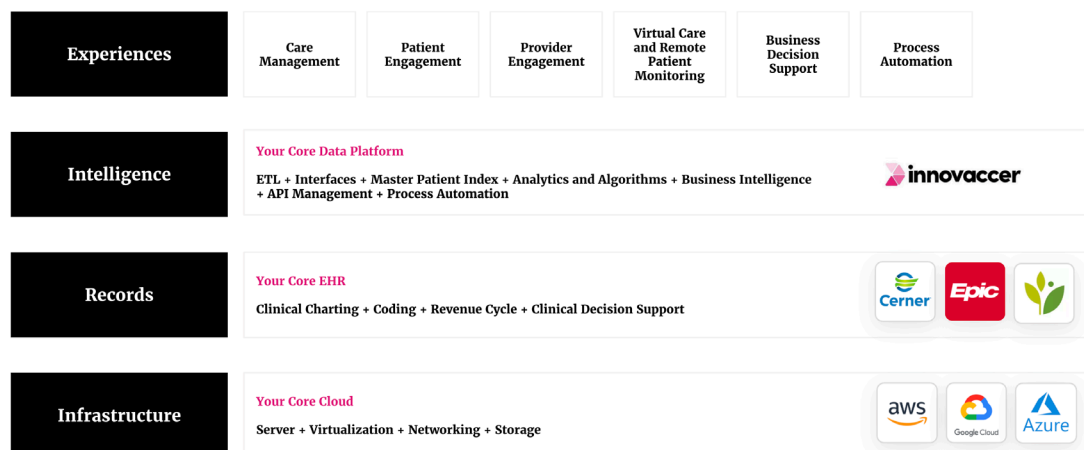 Experiences
Care
Management
Patient
Engagement
Provider
Engagement
Virtual Care
and Remote
Patient
Monitoring
Business
Decision
Support
Process
Automation
Intelligence
Your Core Data Platform
ETL + Interfaces + Master Patient Index + Analytics and Algorithms + Business Intelligence
+ API Management + Process Automation
innovaccer
Records
Your Core EHR
Clinical Charting + Coding + Revenue Cycle + Clinical Decision Support
Cerner
Epic
Infrastructure
Your Core Cloud
Server + Virtualization + Networking + Storage
aws
Google Cloud
Azure